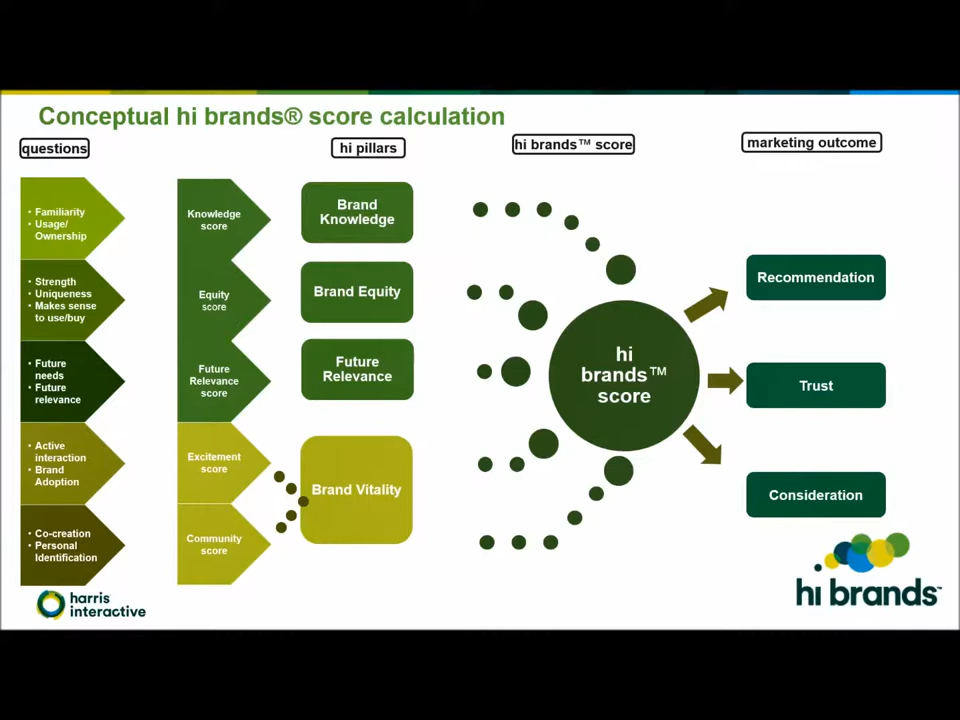 Conceptual hi brands® score calculation
questions
hi pillars
hi brands™ score
marketing outcome
• Familiarity
• Usage/
Ownership
• Strength
• Uniqueness
• Makes sense
to use/buy
• Future
needs
• Future
relevance
• Active
interaction
• Brand
Adoption
• Co-creation
• Personal
Identification
Knowledge
score
Equity
score
Future
Relevance
score
Excitement
score
Community
score
Brand
Knowledge
Brand Equity
Future
Relevance
Brand Vitality
hi
brands™
score
Recommendation
Trust
Consideration
harris
interactive
hi brands™